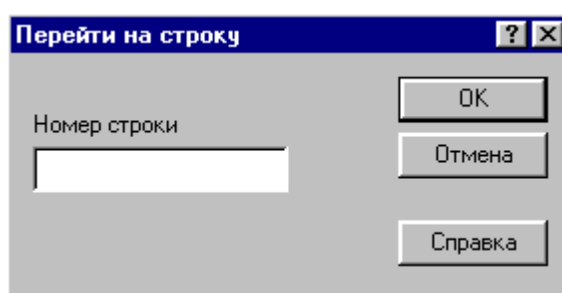 Перейти на строку
Номер строки
OK
Отмена
Справка